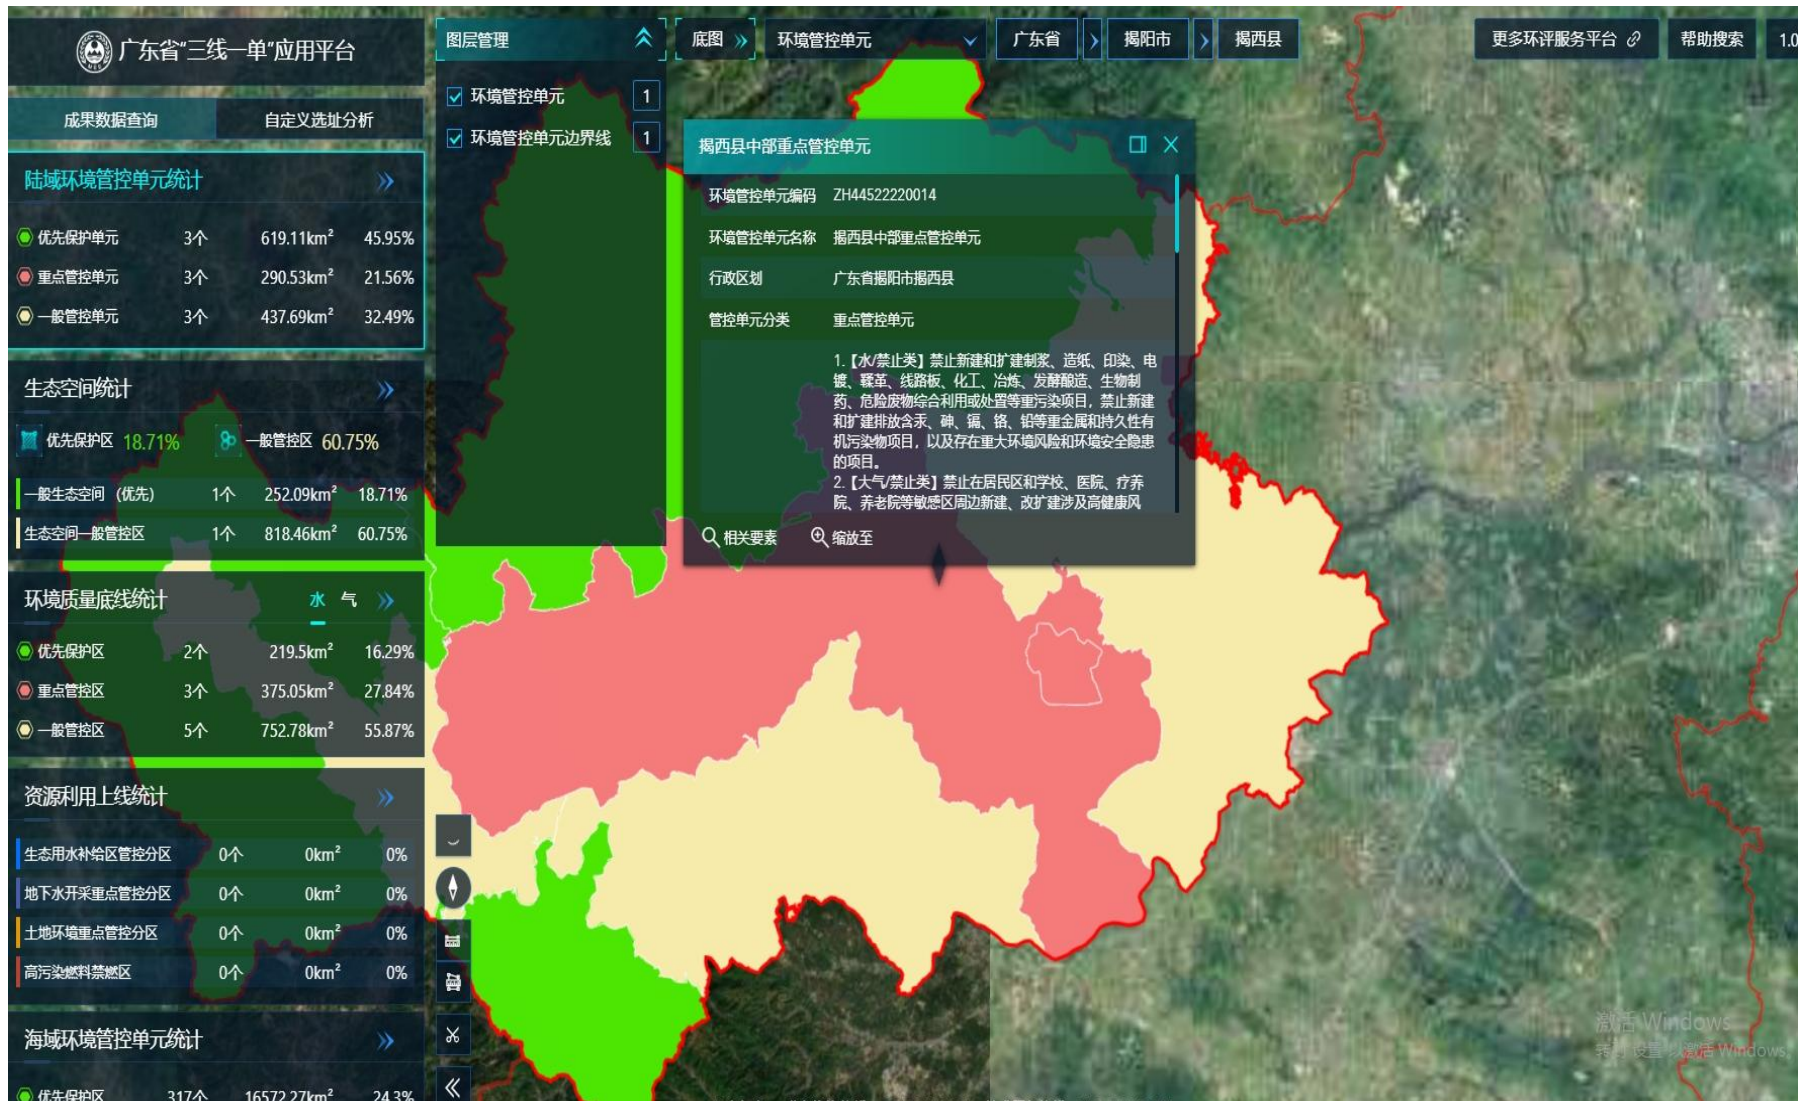 广东省“三线一单”应用平台
成果数据查询 自定义选址分析
陆域环境管控单元统计
优先保护单元 3个 619.11km² 45.95%
重点管控单元 3个 290.53km² 21.56%
一般管控单元 3个 437.69km² 32.49%
生态空间统计
优先保护区 18.71% 一般管控区 60.75%
一般生态空间（优先） 1个 252.09km² 18.71%
生态空间一般管控区 1个 818.46km² 60.75%
环境质量底线统计 水 气
优先保护区 2个 219.5km² 16.29%
重点管控区 3个 375.05km² 27.84%
一般管控区 5个 752.78km² 55.87%
资源利用上线统计
生态用水补给区管控分区 0个 0km² 0%
地下水开采重点管控分区 0个 0km² 0%
土地环境重点管控分区 0个 0km² 0%
高污染燃料禁燃区 0个 0km² 0%
海域环境管控单元统计
优先保护区 317个 16572.27km² 24.3%
图层管理
环境管控单元 1
环境管控单元边界线 1
底图 环境管控单元 广东省 揭阳市 揭西县
更多环评服务平台 帮助搜索 1.0
揭西县中部重点管控单元
环境管控单元编码 ZH44522220014
环境管控单元名称 揭西县中部重点管控单元
行政区划 广东省揭阳市揭西县
管控单元分类 重点管控单元
1.【水/禁止类】禁止新建和扩建制浆、造纸、印染、电
镀、鞣革、线路板、化工、冶炼、发酵酿造、生物制
药、危险废物综合利用或处置等重污染项目，禁止新建
和扩建排放含汞、砷、镉、铬、铅等重金属和持久性有
机污染物项目，以及存在重大环境风险和环境安全隐患
的项目。
2.【大气/禁止类】禁止在居民区和学校、医院、疗养
院、养老院等敏感区周边新建、改扩建涉及高健康风
相关要素 缩放至
激活 Windows
转到"设置"以激活 Windows